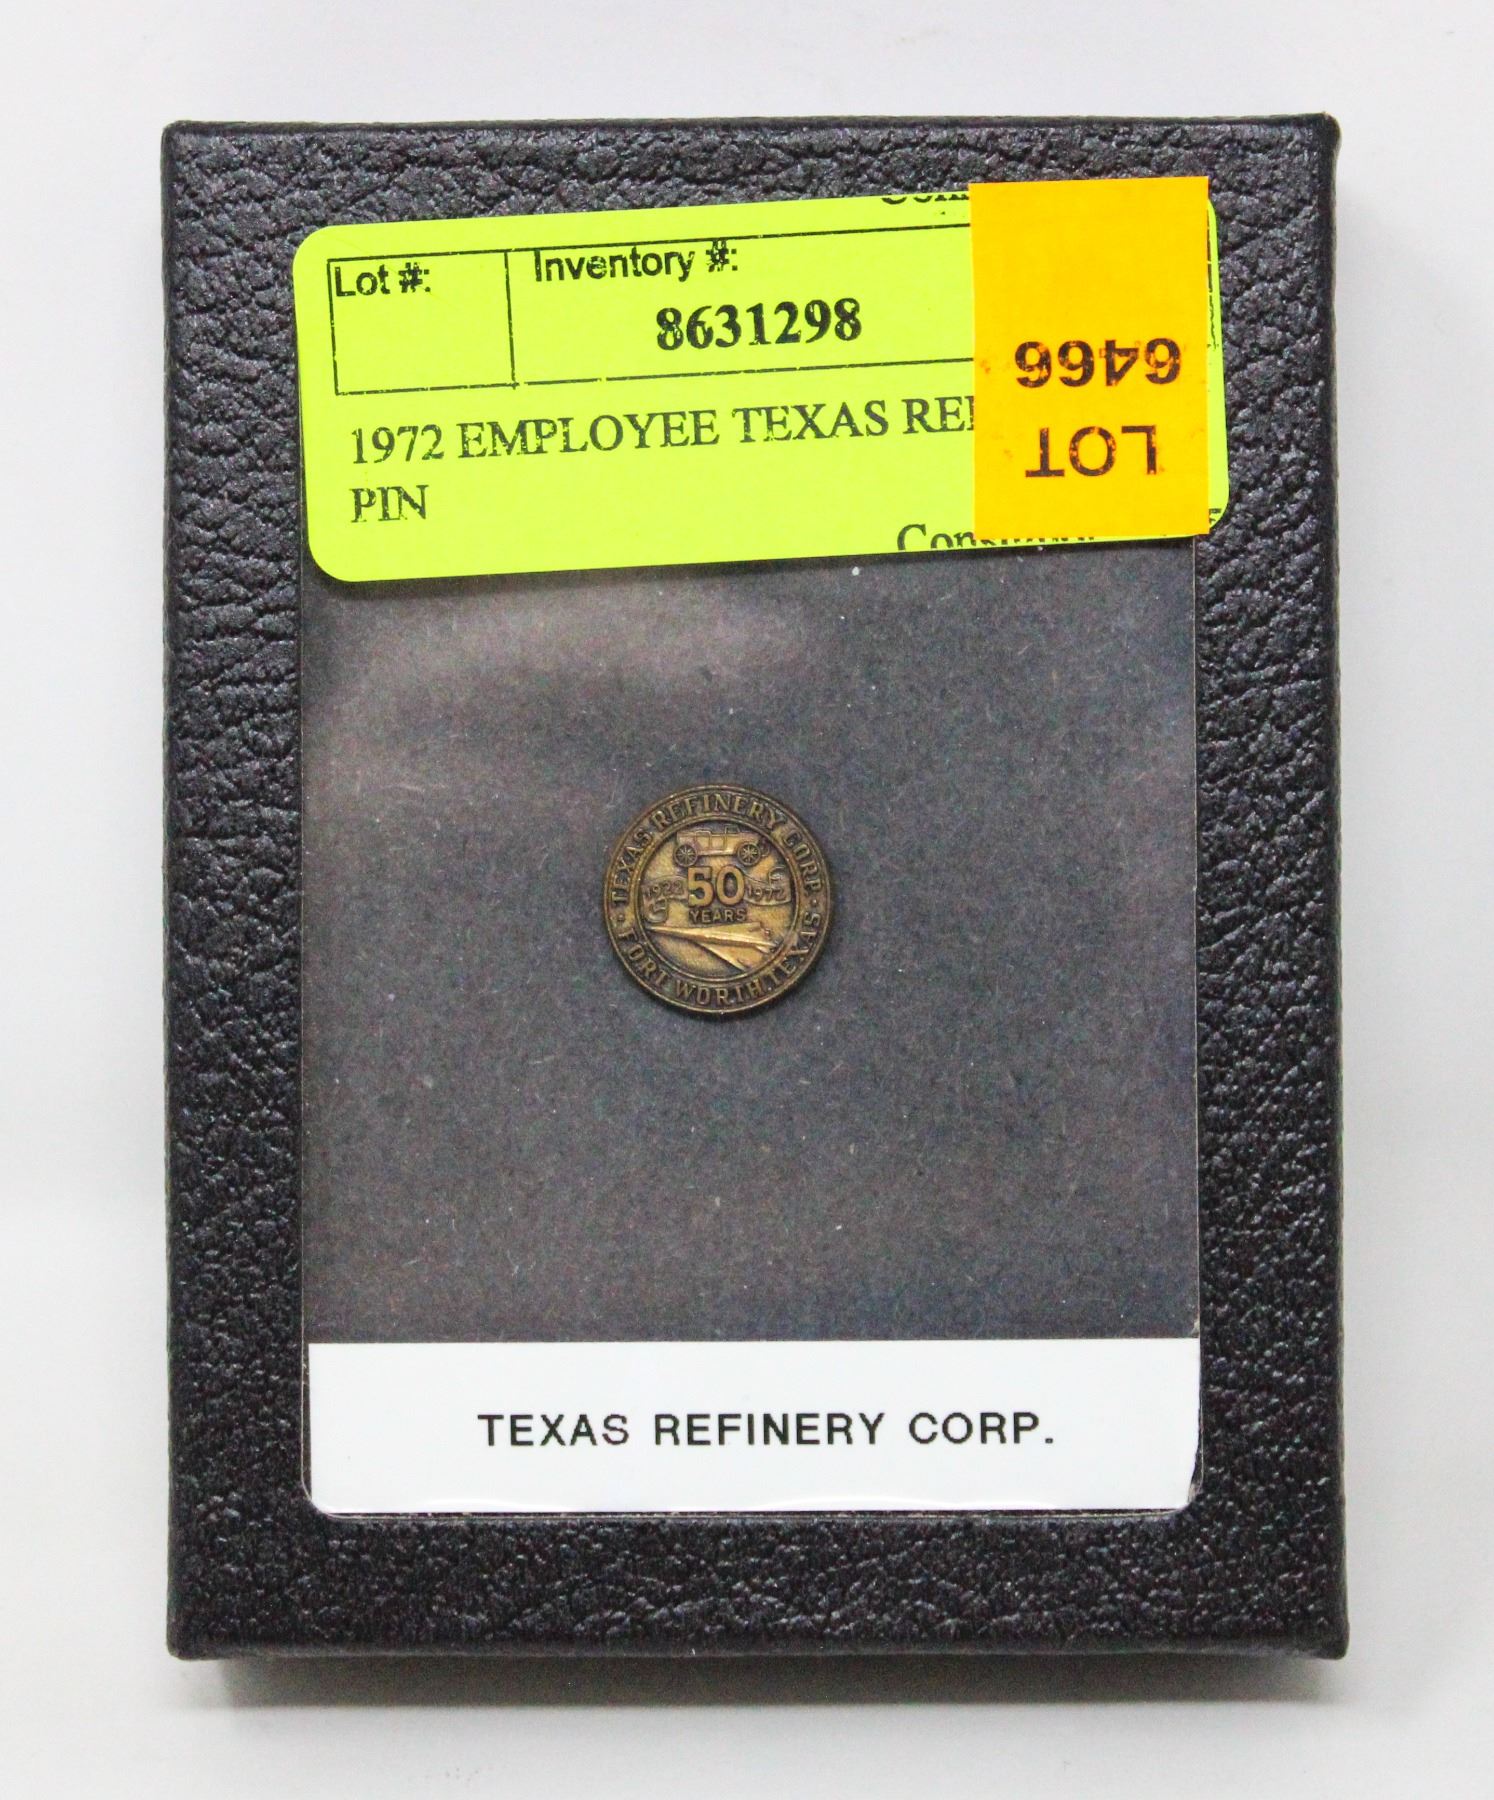 Lot #:
Inventory #:
8631298
1972 EMPLOYEE TEXAS
PIN
LOT
6466
TEXAS REFINERY CORP.
1922 50 1972
YEARS
FORT WORTH, TEXAS
TEXAS REFINERY CORP.